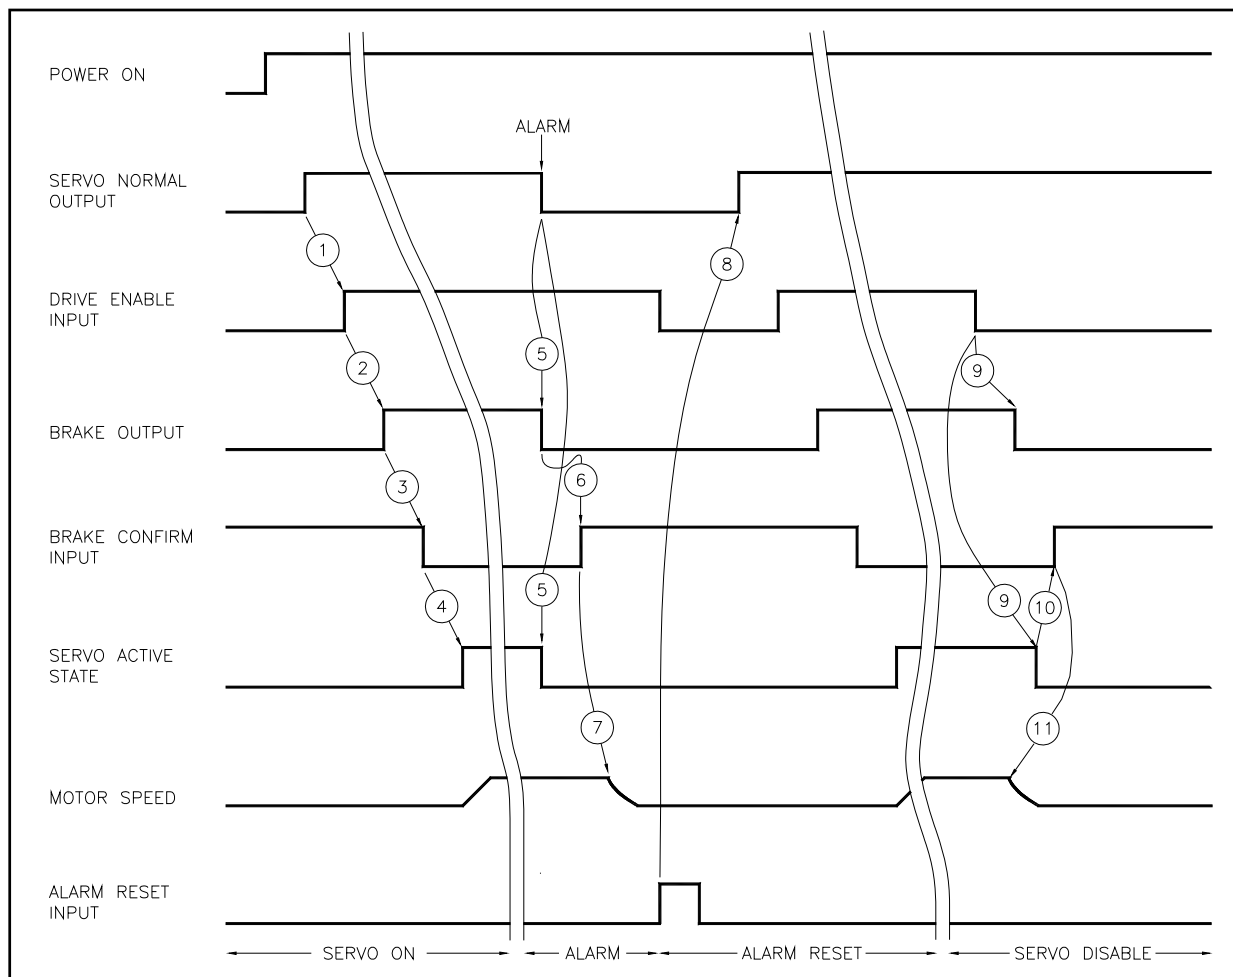 POWER ON
ALARM
SERVO NORMAL
OUTPUT
1
8
DRIVE ENABLE
INPUT
2
5
9
BRAKE OUTPUT
3
6
BRAKE CONFIRM
INPUT
4
5
9
10
SERVO ACTIVE
STATE
7
11
MOTOR SPEED
ALARM RESET
INPUT
SERVO ON
ALARM
ALARM RESET
SERVO DISABLE